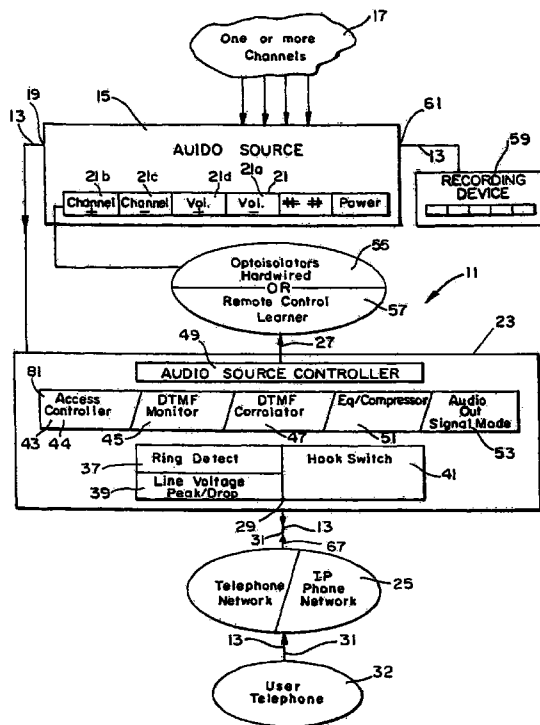 17
One or more
Channels
15
19
13
61
AUIDO SOURCE
13
59
21b
21c
21d
21a
21
Channel +
Channel −
Vol. +
Vol. −
# #
Power
RECORDING
DEVICE
Optoisolators
Hardwired
OR
Remote Control
Learner
55
57
11
27
23
49
AUDIO SOURCE CONTROLLER
81
Access
Controller
43 44
DTMF
Monitor
45
DTMF
Corralator
47
Eq/Compressor
51
Audio
Out
Signal Mode
53
37
Ring Detect
Hook Switch
41
39
Line Voltage
Peak/Drop
29
13
31
67
25
Telephone
Network
I.P
Phone
Network
13
31
32
User
Telephone